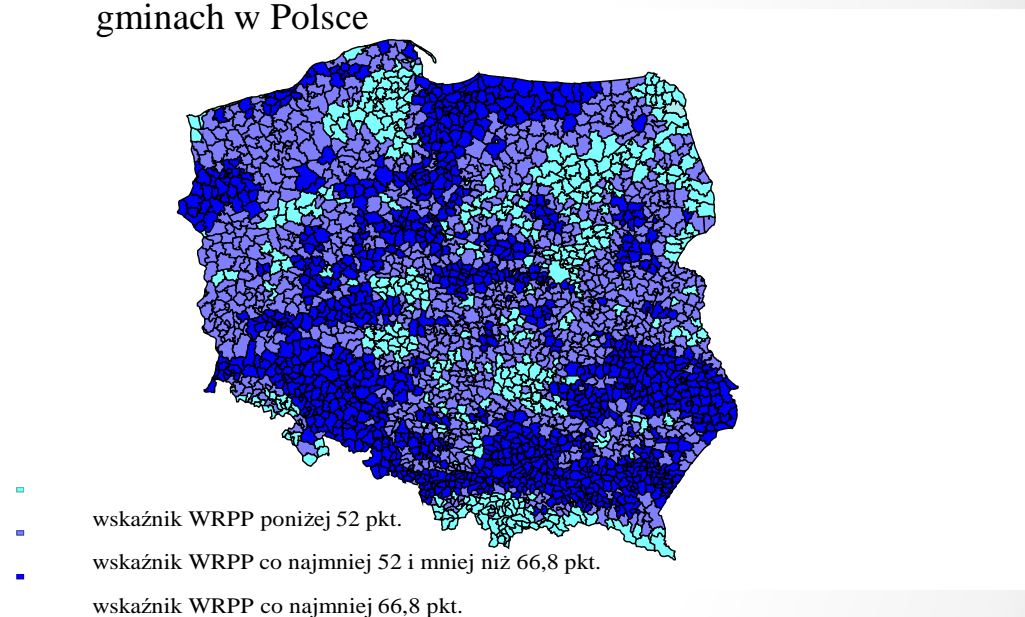 gminach w Polsce
wskaźnik WRPP poniżej 52 pkt.
wskaźnik WRPP co najmniej 52 i mniej niż 66,8 pkt.
wskaźnik WRPP co najmniej 66,8 pkt.